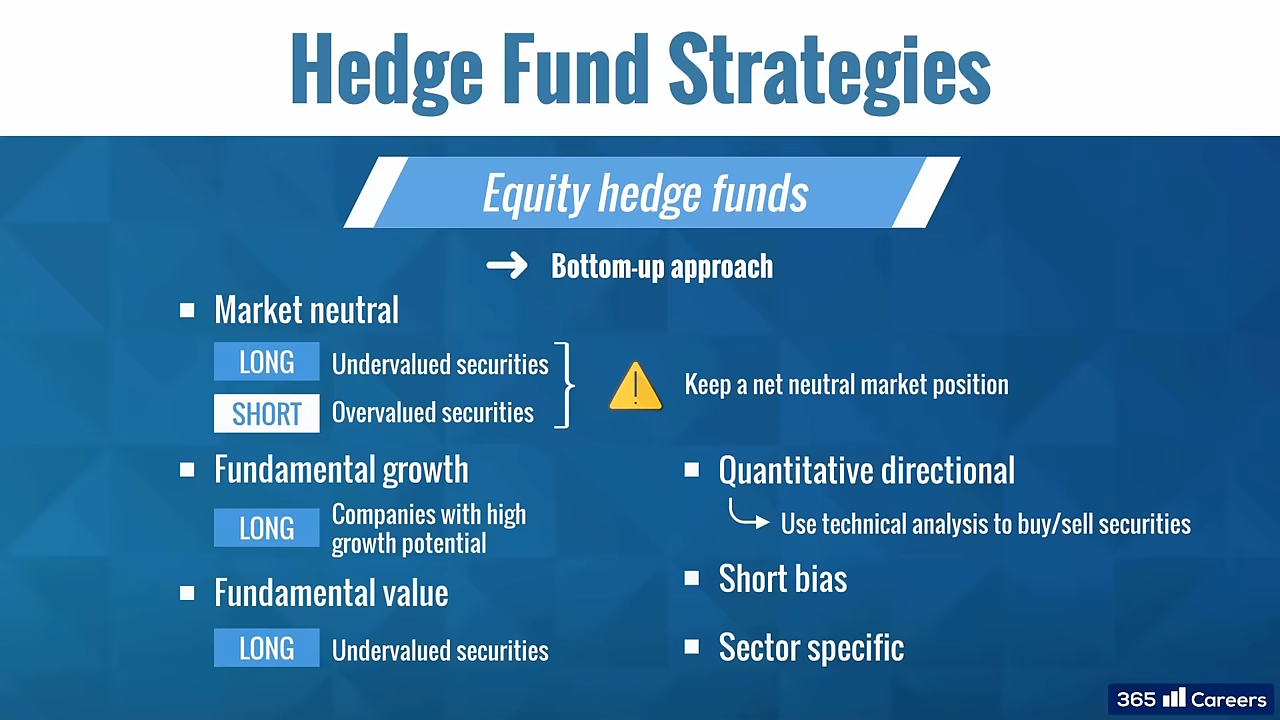 Hedge Fund Strategies
Equity hedge funds
Bottom-up approach
Market neutral
LONG Undervalued securities
SHORT Overvalued securities
Keep a net neutral market position
Fundamental growth
LONG Companies with high
growth potential
Fundamental value
LONG Undervalued securities
Quantitative directional
Use technical analysis to buy/sell securities
Short bias
Sector specific
365 Careers